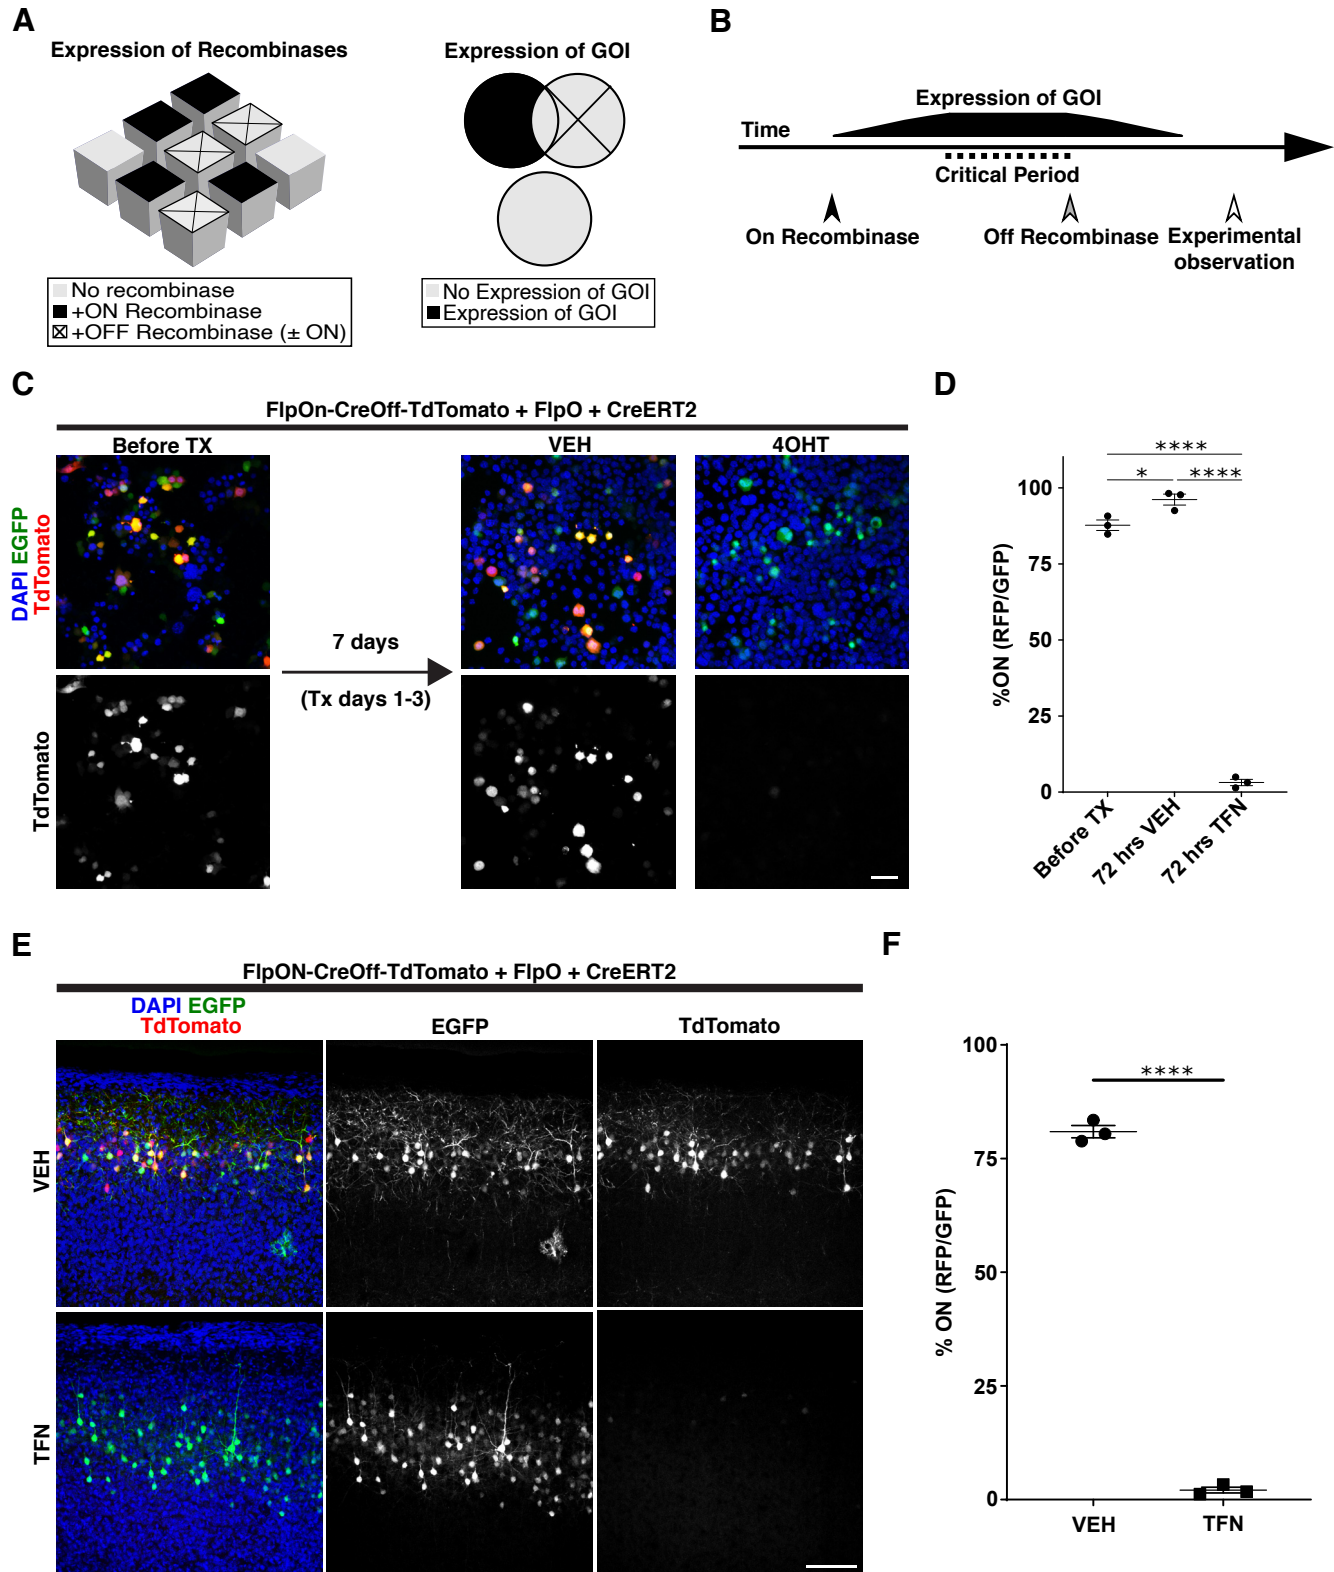 A
Expression of Recombinases
No recombinase
+ON Recombinase
+OFF Recombinase (± ON)
Expression of GOI
No Expression of GOI
Expression of GOI
B
Expression of GOI
Time
Critical Period
On Recombinase
Off Recombinase
Experimental
observation
C
FlpOn-CreOff-TdTomato + FlpO + CreERT2
Before TX
VEH
4OHT
DAPI EGFP
TdTomato
TdTomato
7 days
(Tx days 1-3)
D
****
* ****
100
75
50
25
0
%ON (RFP/GFP)
Before TX
72 hrs VEH
72 hrs TFN
E
FlpON-CreOff-TdTomato + FlpO + CreERT2
DAPI EGFP
TdTomato
EGFP
TdTomato
VEH
TFN
F
****
100
75
50
25
0
% ON (RFP/GFP)
VEH
TFN